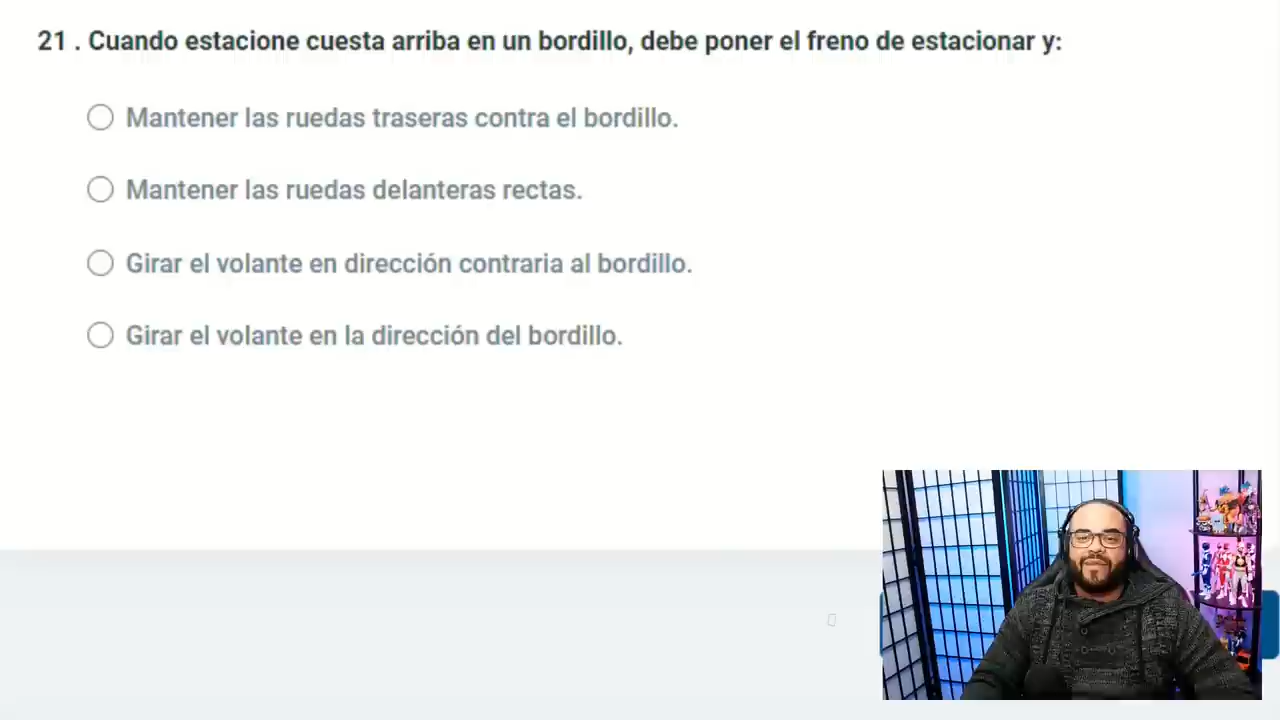 21 . Cuando estacione cuesta arriba en un bordillo, debe poner el freno de estacionar y:
Mantener las ruedas traseras contra el bordillo.
Mantener las ruedas delanteras rectas.
Girar el volante en dirección contraria al bordillo.
Girar el volante en la dirección del bordillo.